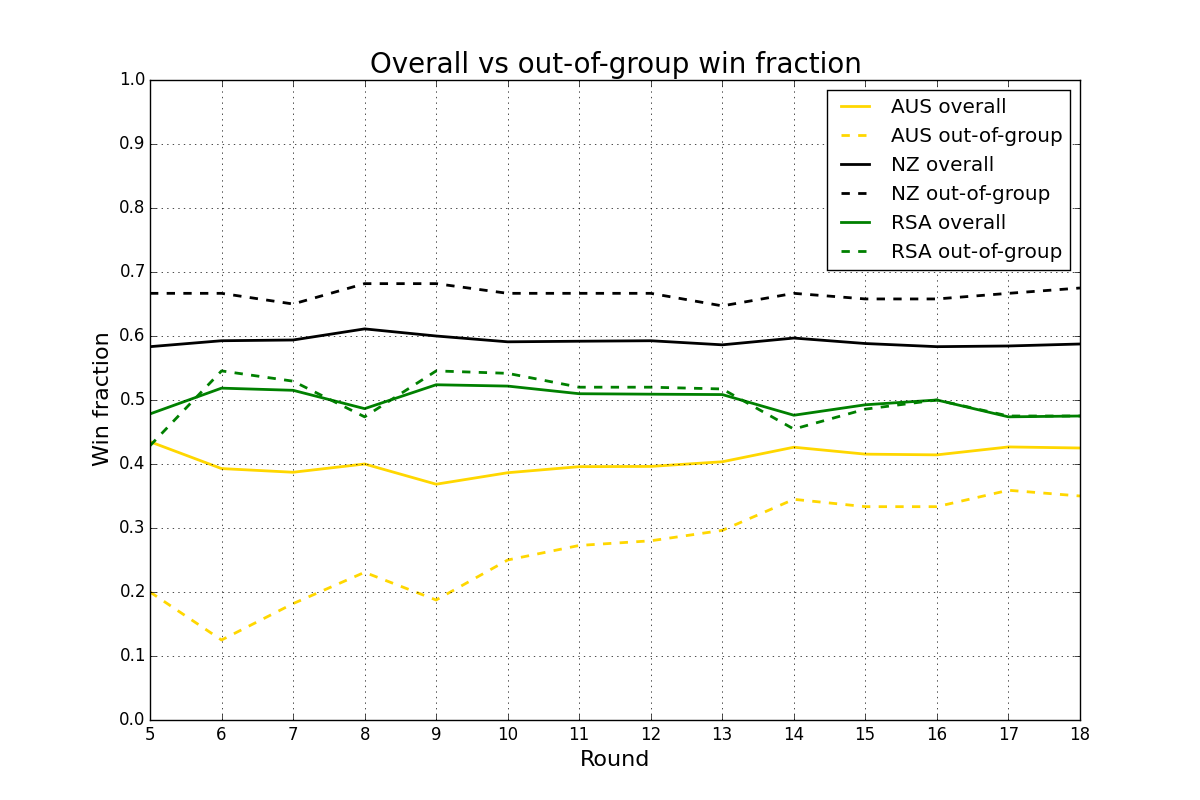 Overall vs out-of-group win fraction
1.0
0.9
0.8
0.7
0.6
0.5
0.4
0.3
0.2
0.1
0.0
Win fraction
AUS overall
AUS out-of-group
NZ overall
NZ out-of-group
RSA overall
RSA out-of-group
5 6 7 8 9 10 11 12 13 14 15 16 17 18
Round